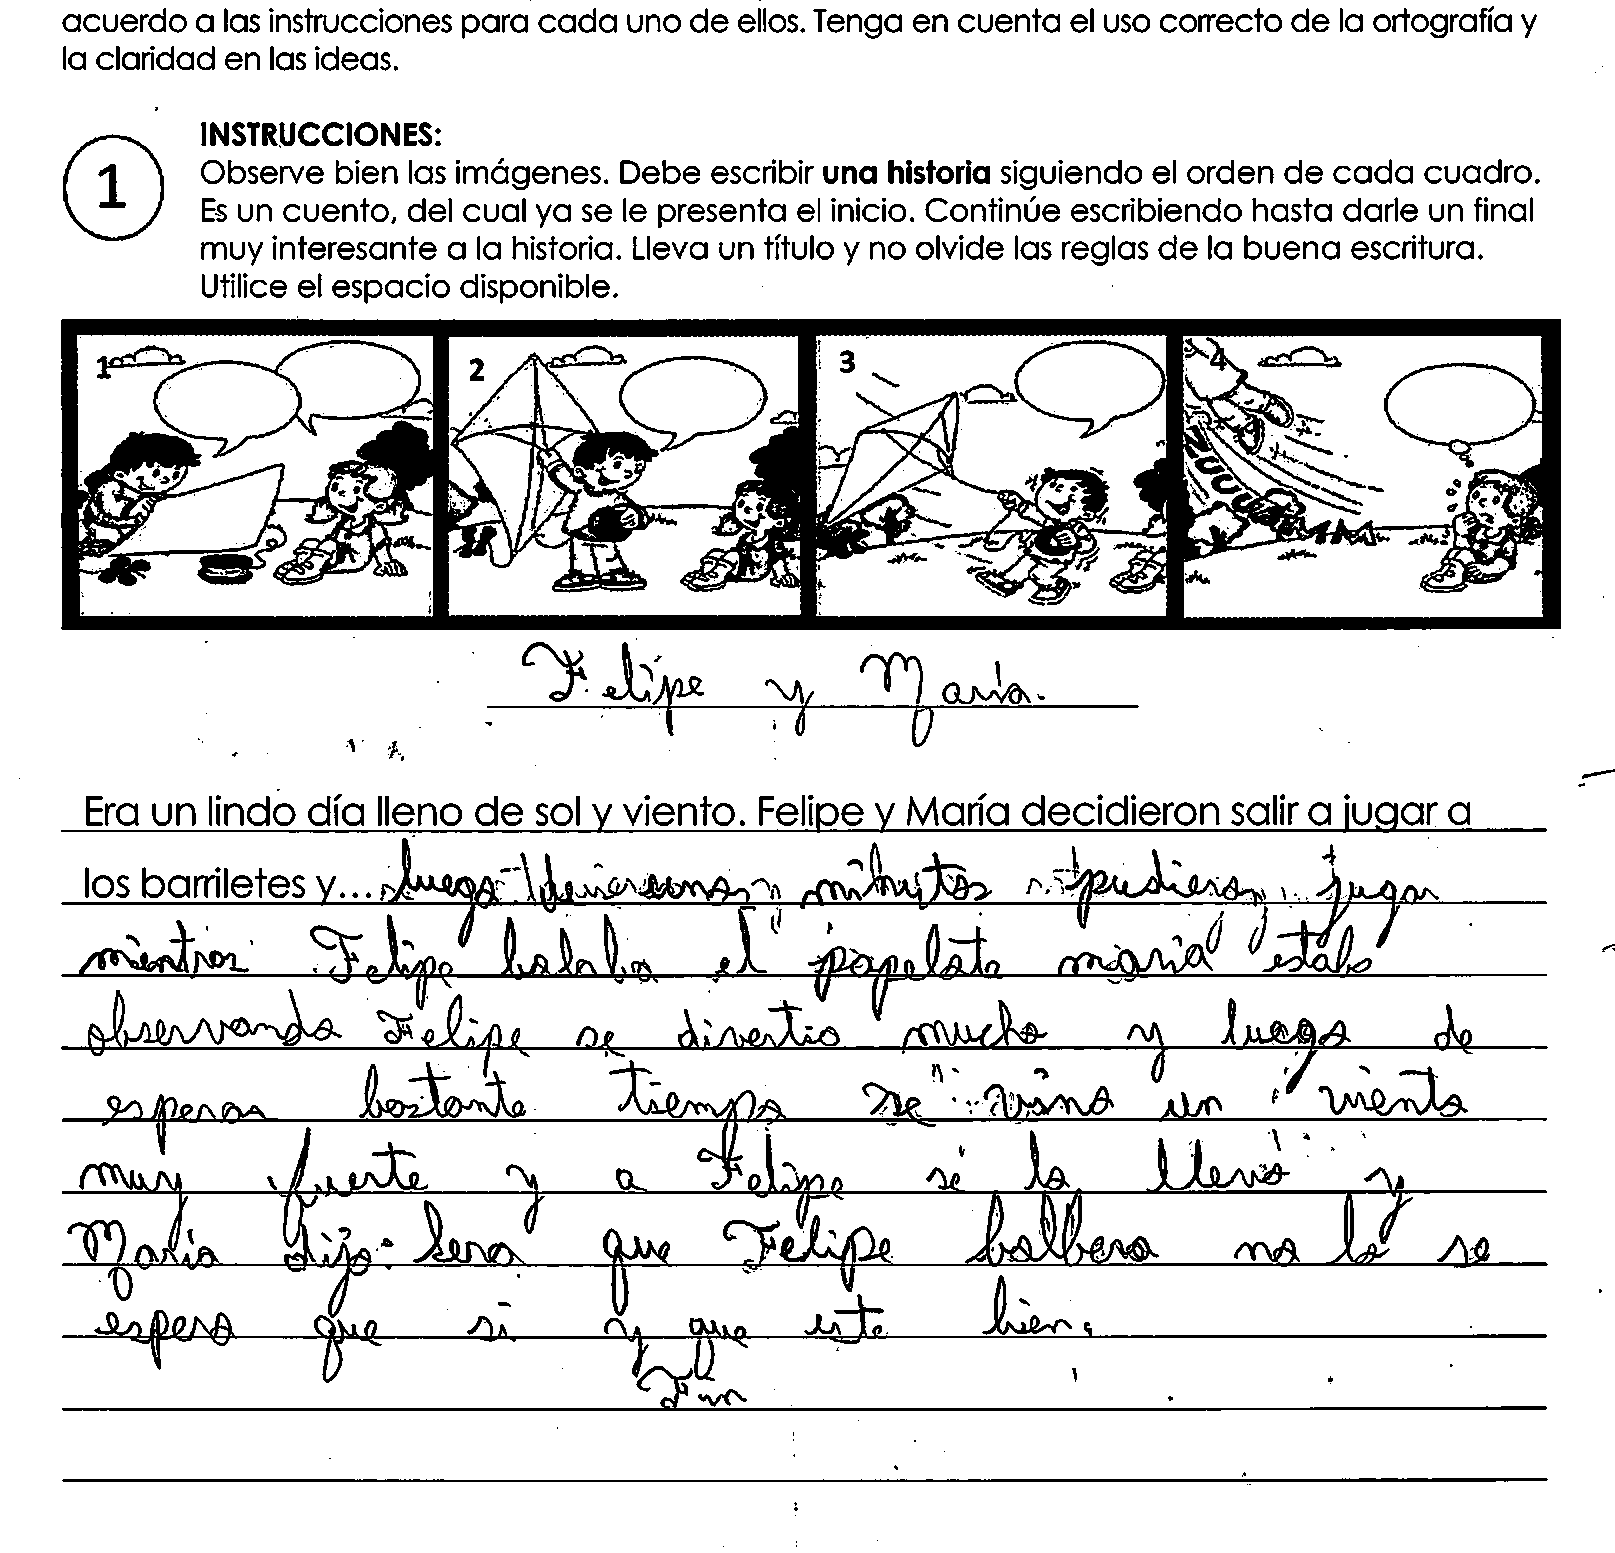 acuerdo a las instrucciones para cada uno de ellos. Tenga en cuenta el uso correcto de la ortografía y
la claridad en las ideas.
1
INSTRUCCIONES:
Observe bien las imágenes. Debe escribir una historia siguiendo el orden de cada cuadro.
Es un cuento, del cual ya se le presenta el inicio. Continúe escribiendo hasta darle un final
muy interesante a la historia. Lleva un título y no olvide las reglas de la buena escritura.
Utilice el espacio disponible.
1
2
3
4
Felipe y María.
Era un lindo día lleno de sol y viento. Felipe y María decidieron salir a jugar a
los barriletes y... luego de unos minutos pudieron jugar
mientras Felipe bolaba el papelote maría estaba
observando Felipe se divertio mucho y luego de
esperar bastante tiempo se vino un viento
muy fuerte y a Felipe se lo llevó y
María dijo: Sera que Felipe bolbera no lo se
espero que si y que este bien.
Fin